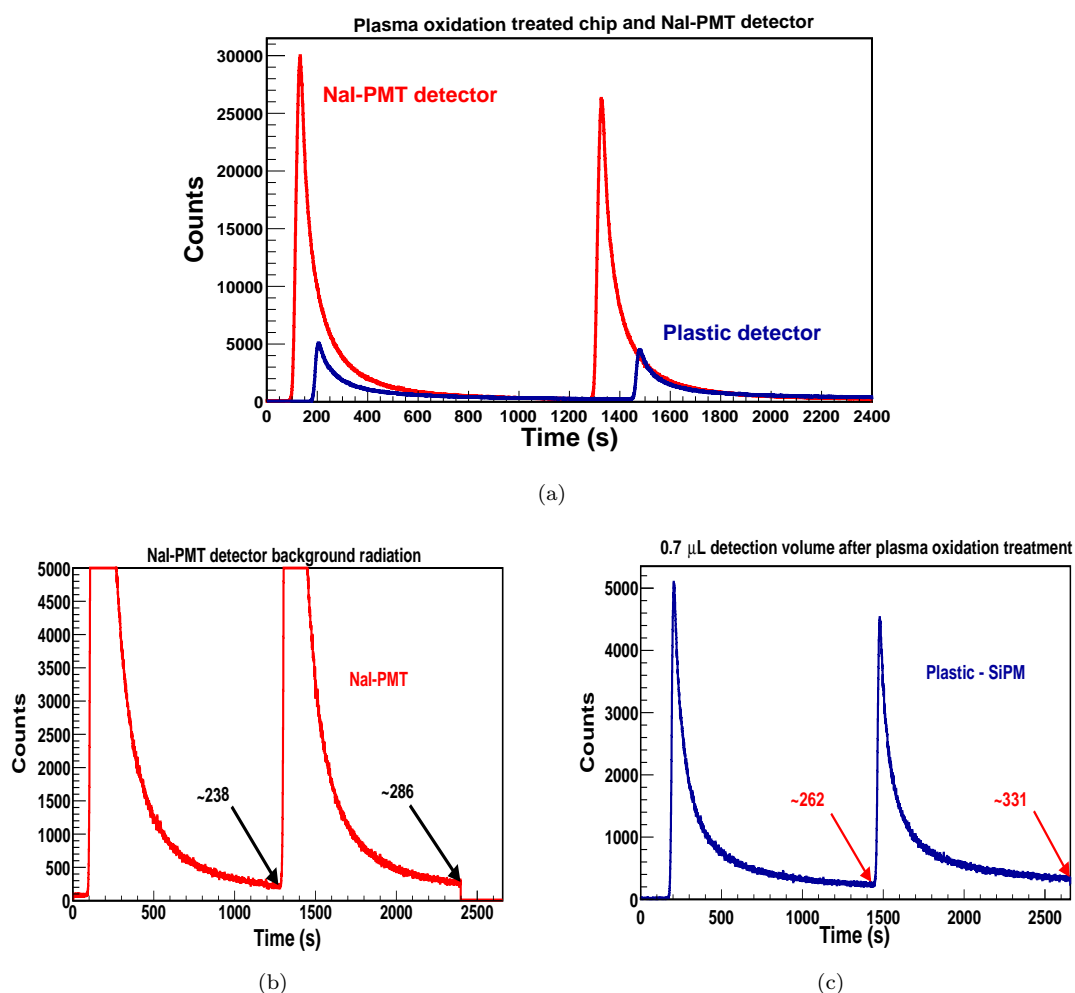 Plasma oxidation treated chip and NaI-PMT detector
30000
25000
20000
15000
10000
5000
0
Counts
NaI-PMT detector
Plastic detector
0 200 400 600 800 1000 1200 1400 1600 1800 2000 2200 2400
Time (s)
(a)
NaI-PMT detector background radiation
5000
4500
4000
3500
3000
2500
2000
1500
1000
500
0
Counts
NaI-PMT
~238
~286
0 500 1000 1500 2000 2500
Time (s)
(b)
0.7 μL detection volume after plasma oxidation treatment
5000
4000
3000
2000
1000
0
Counts
Plastic - SiPM
~262
~331
0 500 1000 1500 2000 2500
Time (s)
(c)